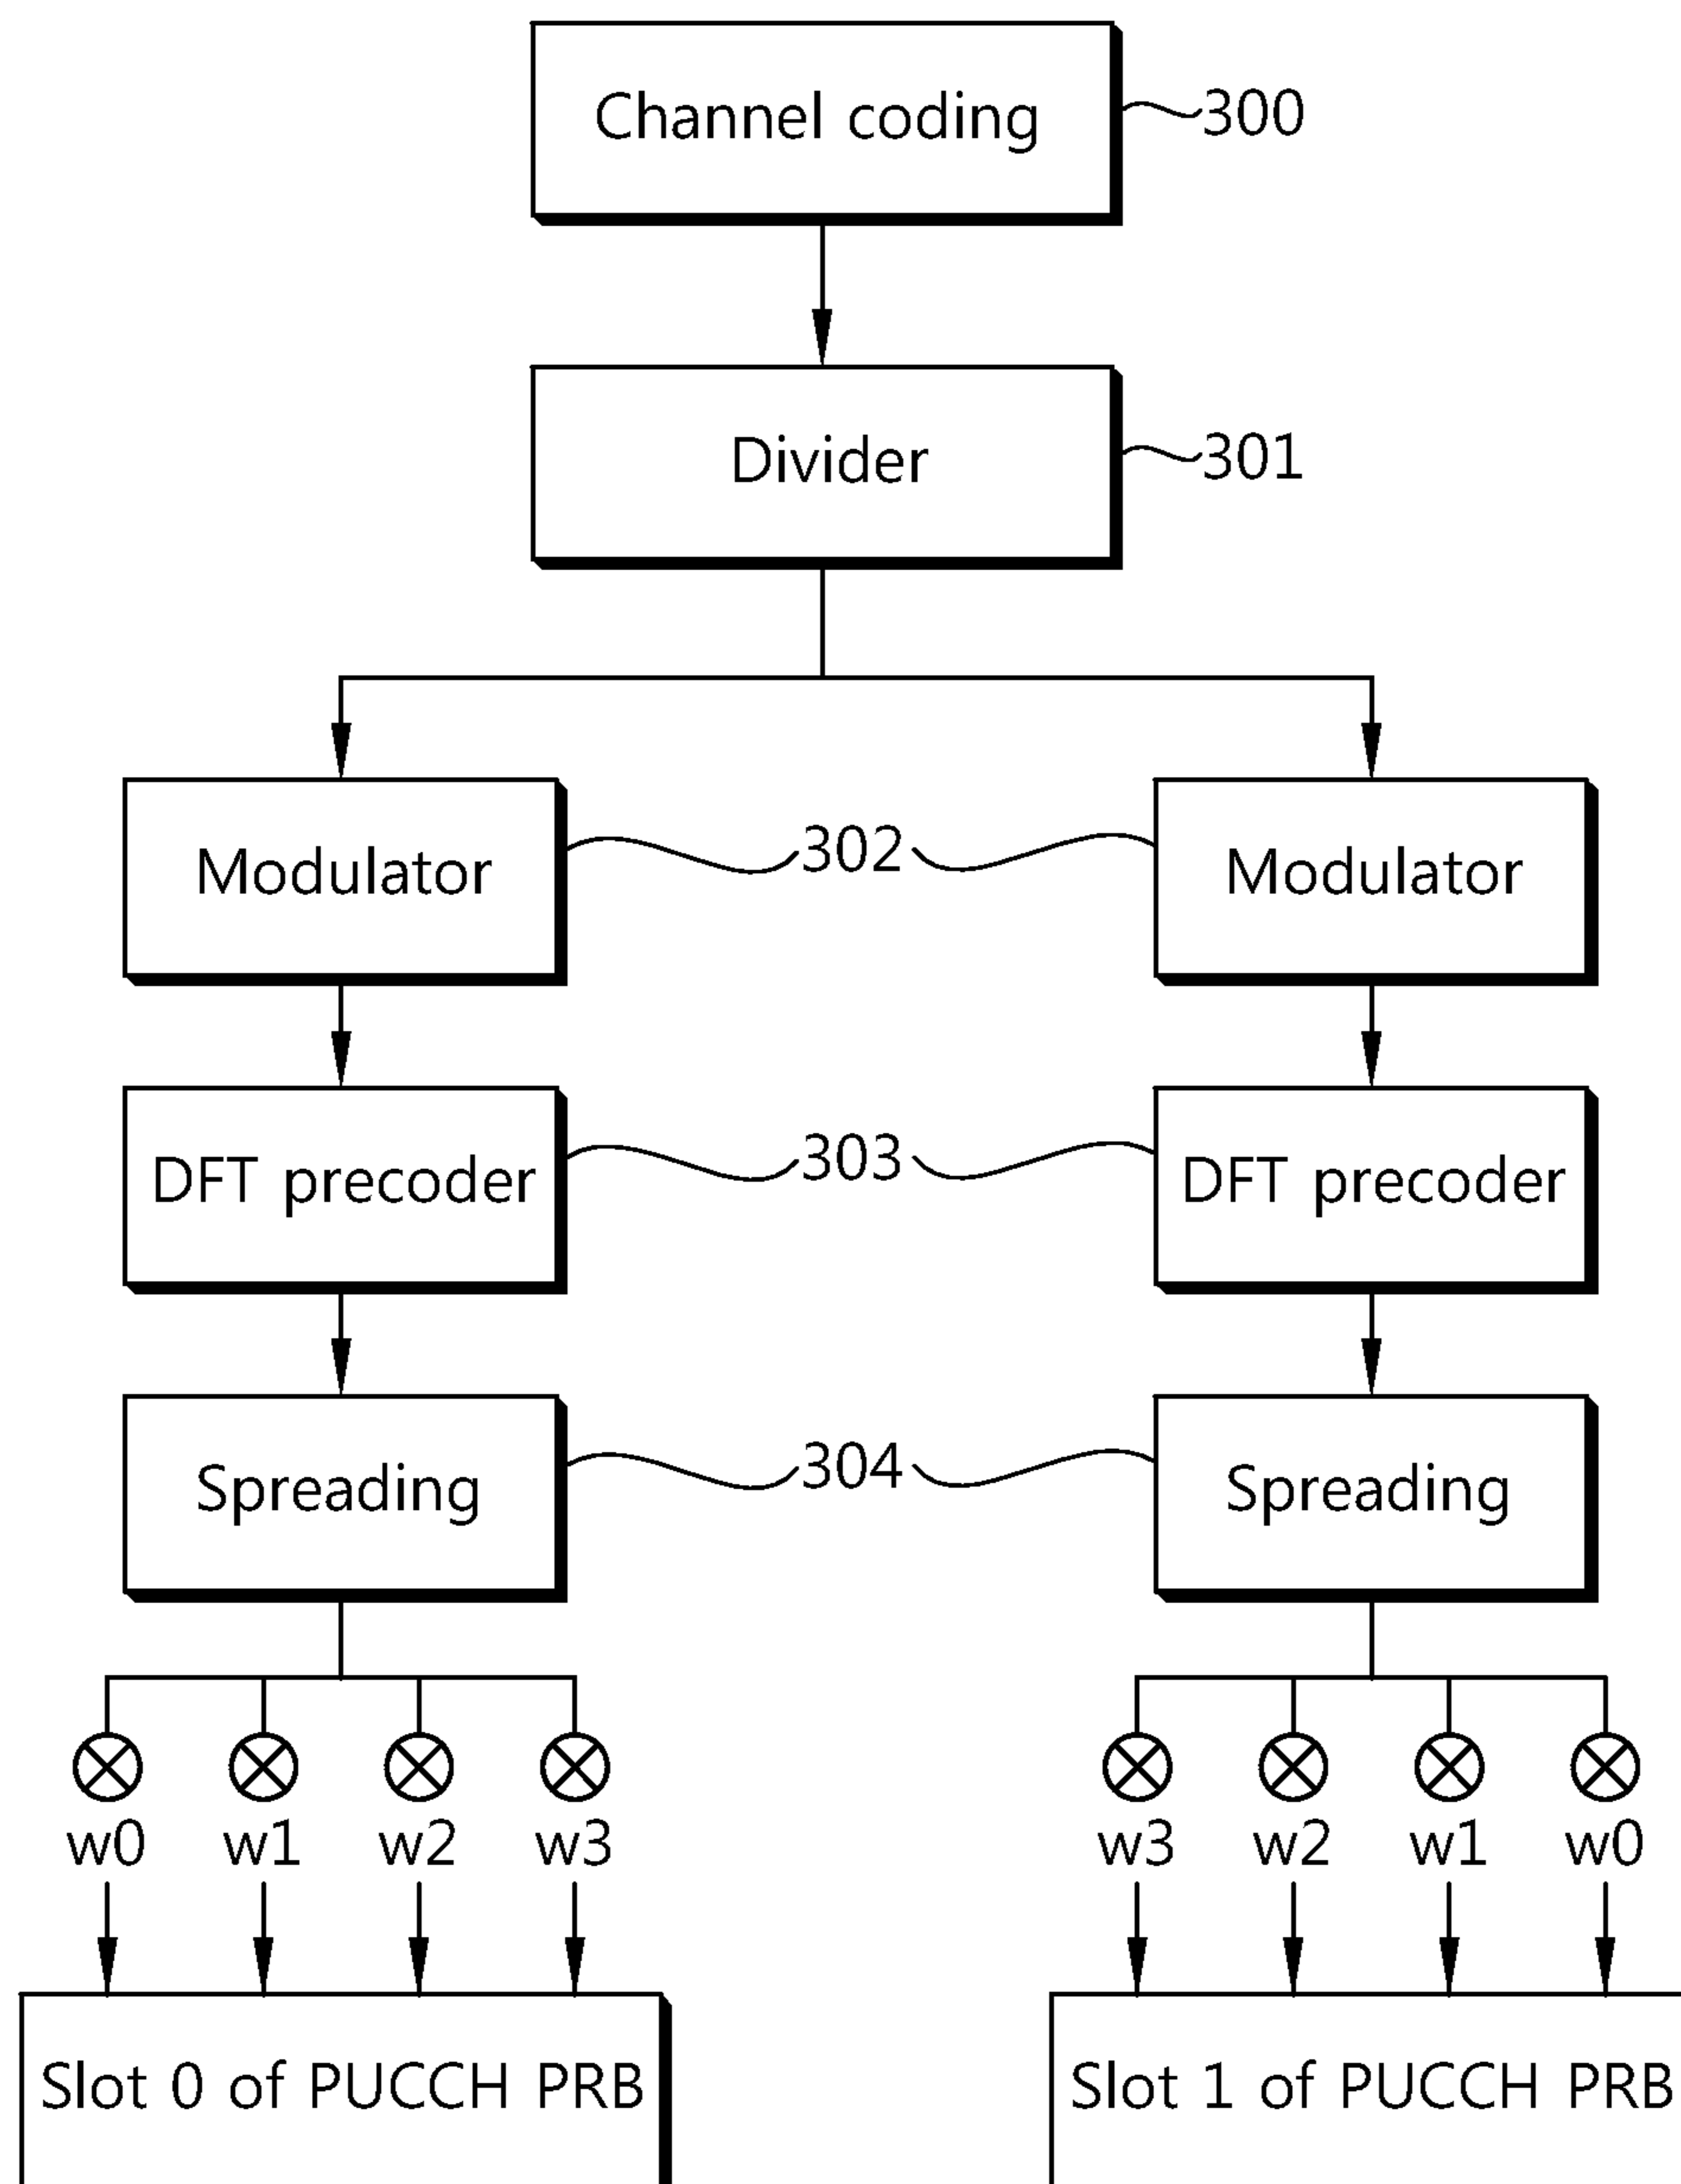 Channel coding 300
Divider 301
Modulator 302 Modulator
DFT precoder 303 DFT precoder
Spreading 304 Spreading
w0 w1 w2 w3 w3 w2 w1 w0
Slot 0 of PUCCH PRB Slot 1 of PUCCH PRB